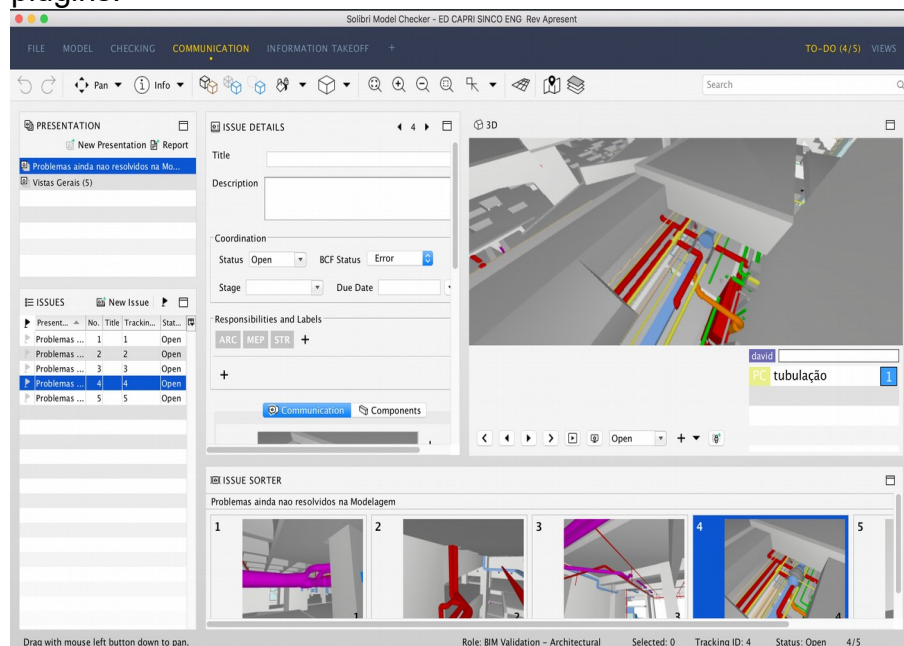 plugins.
Solibri Model Checker - ED CAPRI SINCO ENG Rev Apresent
FILE MODEL CHECKING COMMUNICATION INFORMATION TAKEOFF + TO-DO (4/5) VIEWS
Pan Info Search
PRESENTATION
New Presentation Report
Problemas ainda nao resolvidos na Mo...
Vistas Gerais (5)
ISSUES New Issue
Present... No. Title Trackin... Stat...
Problemas ... 1 1 Open
Problemas ... 2 2 Open
Problemas ... 3 3 Open
Problemas ... 4 4 Open
Problemas ... 5 5 Open
ISSUE DETAILS 4
Title
Description
Coordination
Status Open BCF Status Error
Stage Due Date
Responsibilities and Labels
ARC MEP STR +
+
Communication Components
3D
david
PC tubulação 1
Open +
ISSUE SORTER
Problemas ainda nao resolvidos na Modelagem
1 2 3 4 5
1 2 3 4
Drag with mouse left button down to pan. Role: BIM Validation - Architectural Selected: 0 Tracking ID: 4 Status: Open 4/5